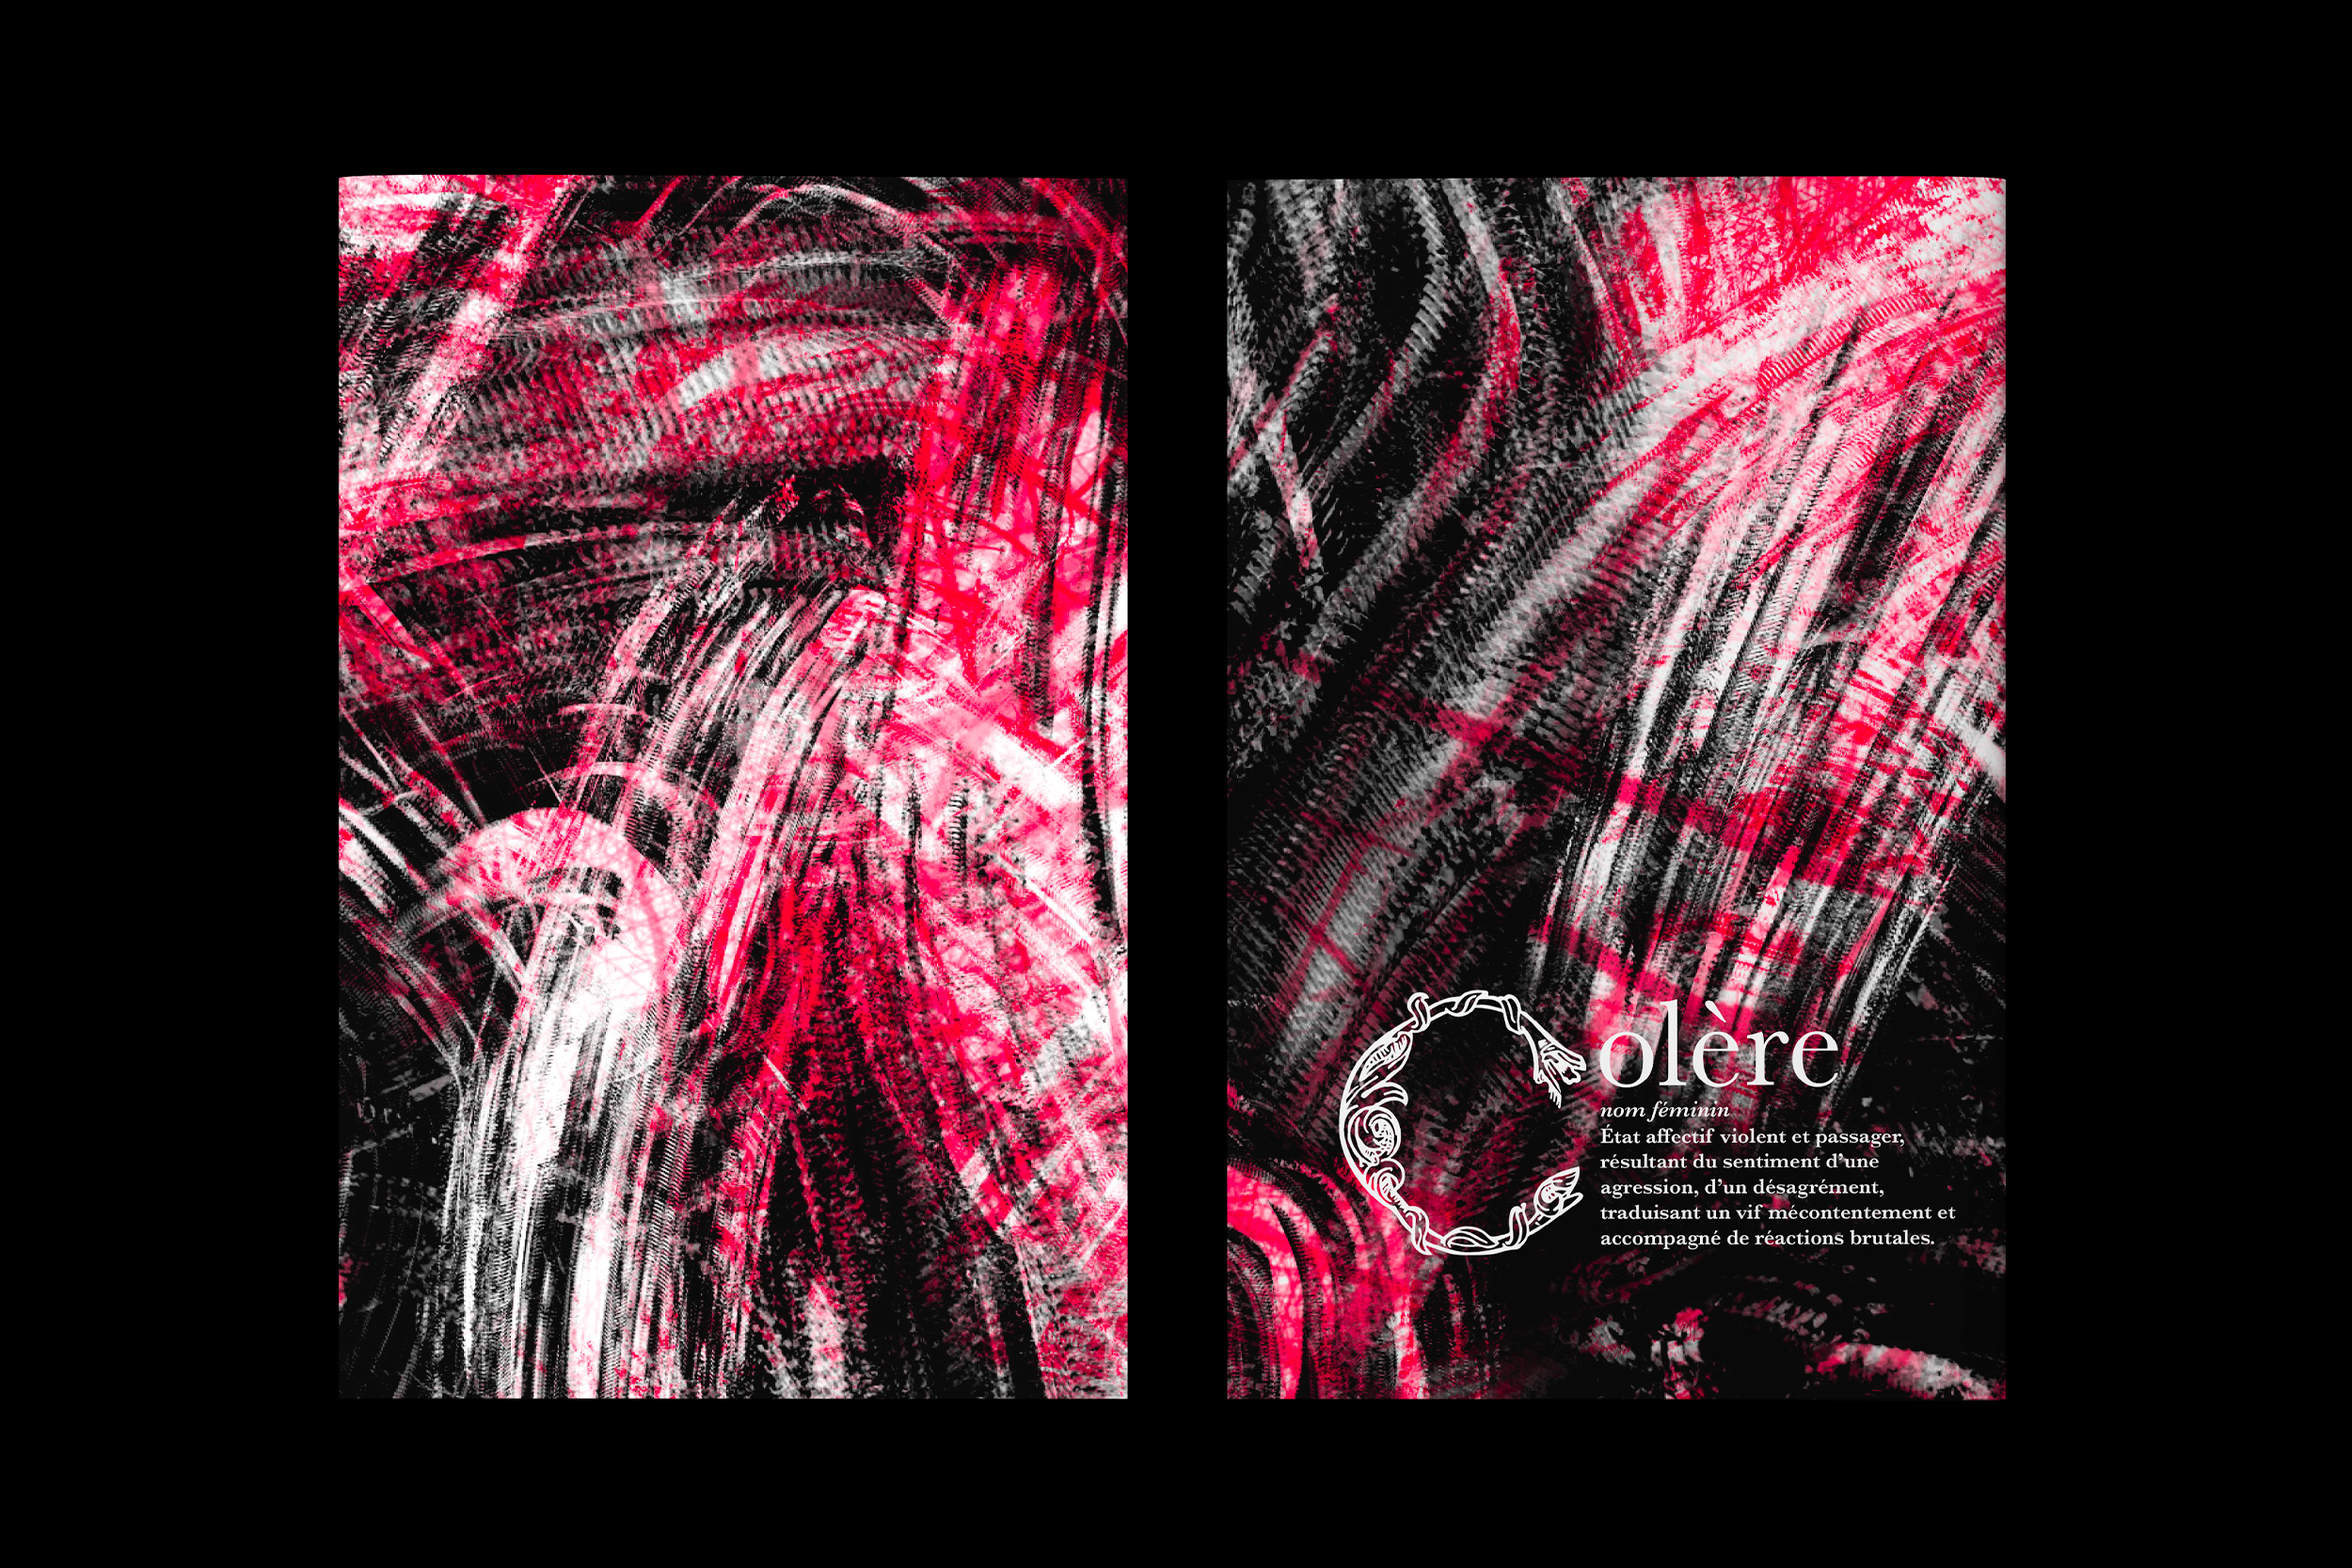 Colère
nom féminin
État affectif violent et passager,
résultant du sentiment d’une
agression, d’un désagrément,
traduisant un vif mécontentement et
accompagné de réactions brutales.